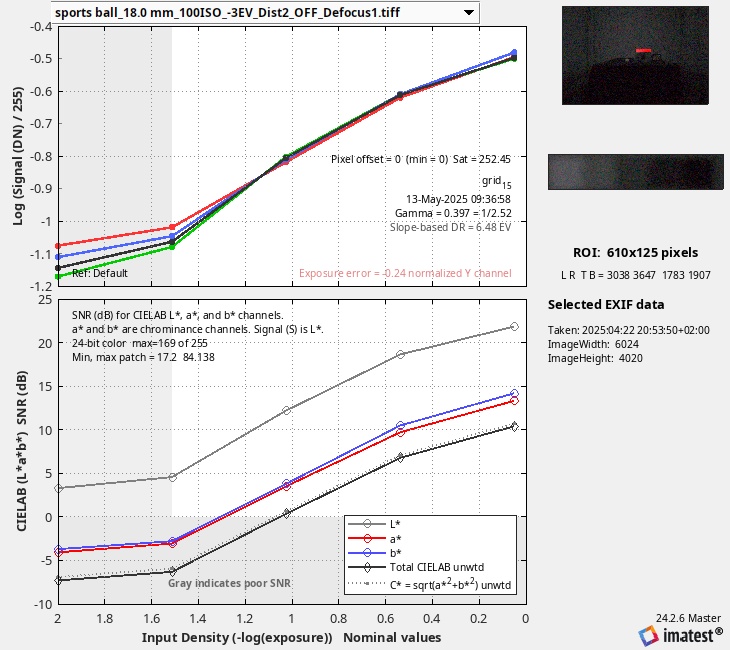 sports ball_18.0 mm_100ISO_-3EV_Dist2_OFF_Defocus1.tiff
-0.4
-0.5
-0.6
-0.7
-0.8
-0.9
-1
-1.1
-1.2
Log (Signal (DN) / 255)
Pixel offset = 0 (min = 0) Sat = 252.45
grid15
13-May-2025 09:36:58
Gamma = 0.397 = 1/2.52
Slope-based DR = 6.48 EV
Ref: Default
Exposure error = -0.24 normalized Y channel
25
20
15
10
5
0
-5
-10
CIELAB (L*a*b*) SNR (dB)
SNR (dB) for CIELAB L*, a*, and b* channels.
a* and b* are chrominance channels. Signal (S) is L*.
24-bit color max=169 of 255
Min, max patch = 17.2 84.138
L*
a*
b*
Total CIELAB unwtd
C* = sqrt(a*2+b*2) unwtd
Gray indicates poor SNR
2 1.8 1.6 1.4 1.2 1 0.8 0.6 0.4 0.2 0
Input Density (-log(exposure)) Nominal values
ROI: 610x125 pixels
L R T B = 3038 3647 1783 1907
Selected EXIF data
Taken: 2025:04:22 20:53:50+02:00
ImageWidth: 6024
ImageHeight: 4020
24.2.6 Master
imatest®